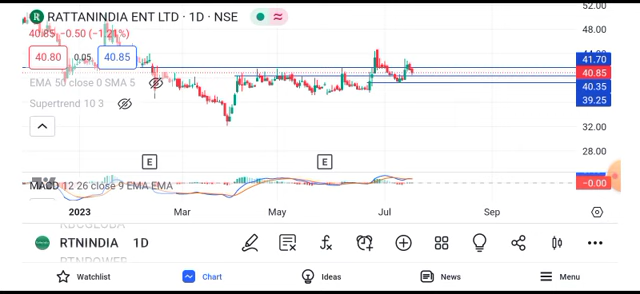 RATTANINDIA ENT LTD · 1D · NSE
52.00
40.85 −0.50 (−1.21%)
48.00
40.80 0.05 40.85
41.70
40.85
40.35
39.25
EMA 50 close 0 SMA 5
Supertrend 10 3
32.00
28.00
E E
MACD 12 26 close 9 EMA EMA
−0.00
2023 Mar May Jul Sep
RTNINDIA 1D
RTNPOWER
Watchlist Chart Ideas News Menu